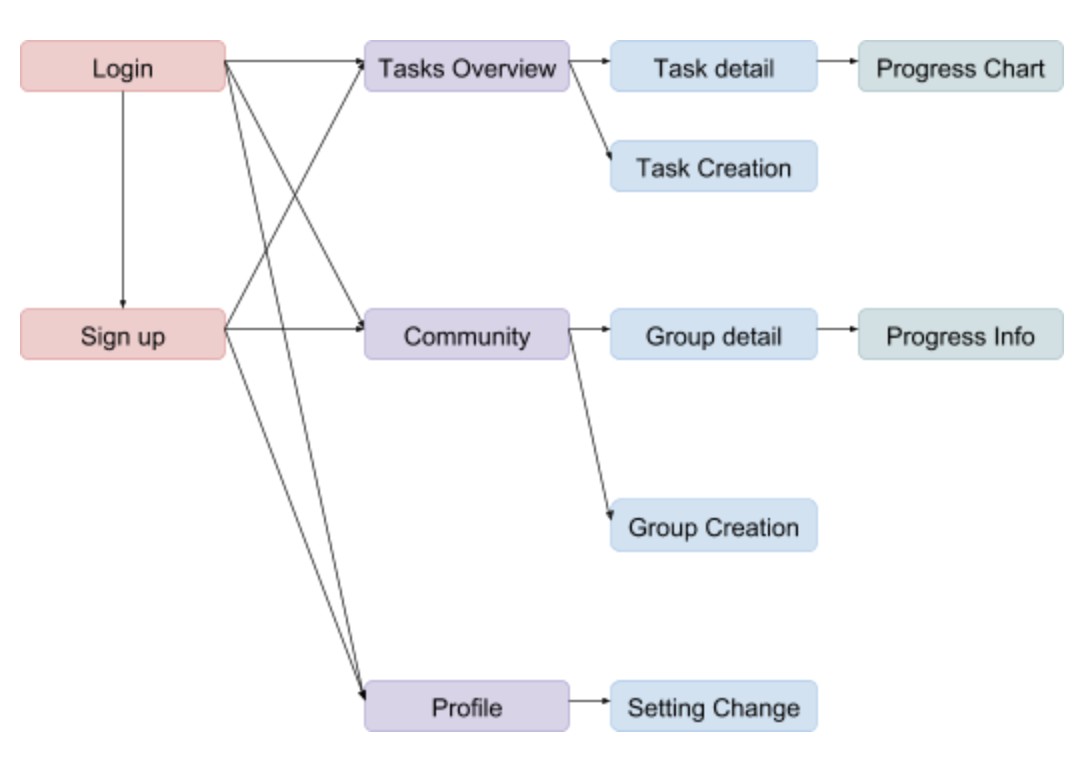 Login
Tasks Overview
Task detail
Progress Chart
Task Creation
Sign up
Community
Group detail
Progress Info
Group Creation
Profile
Setting Change